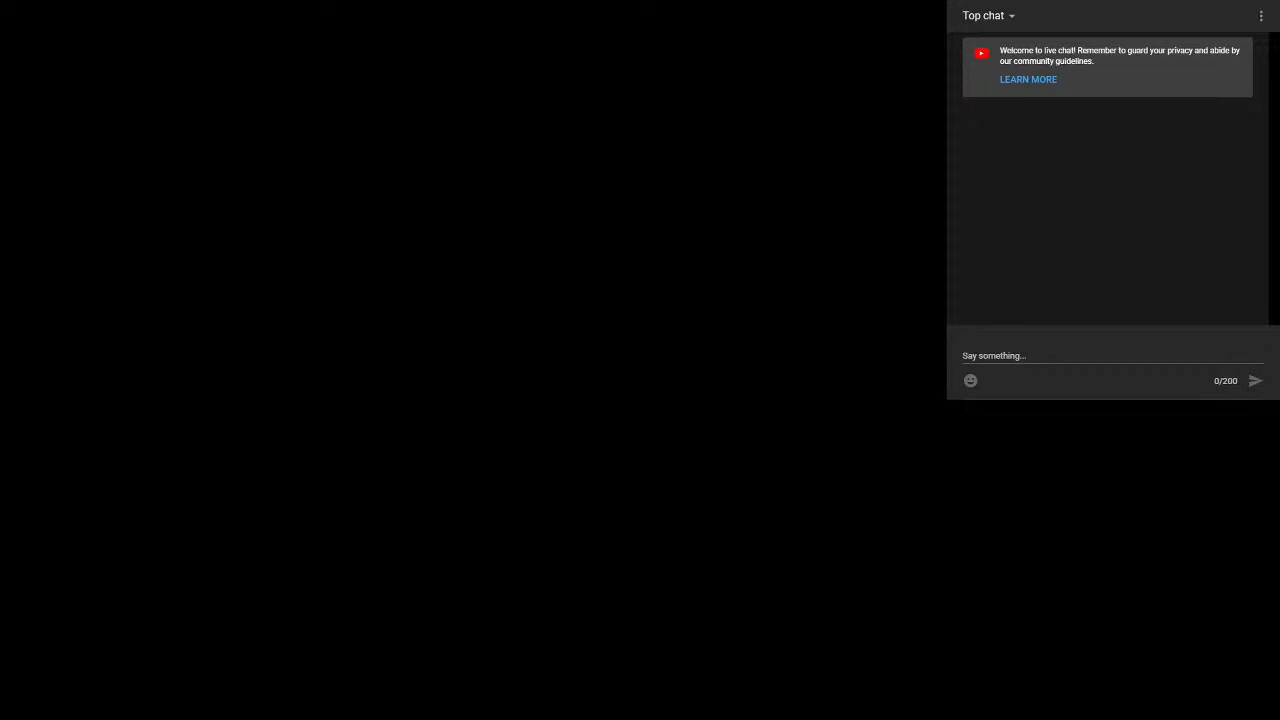 Top chat
Welcome to live chat! Remember to guard your privacy and abide by
our community guidelines.
LEARN MORE
Say something...
0/200